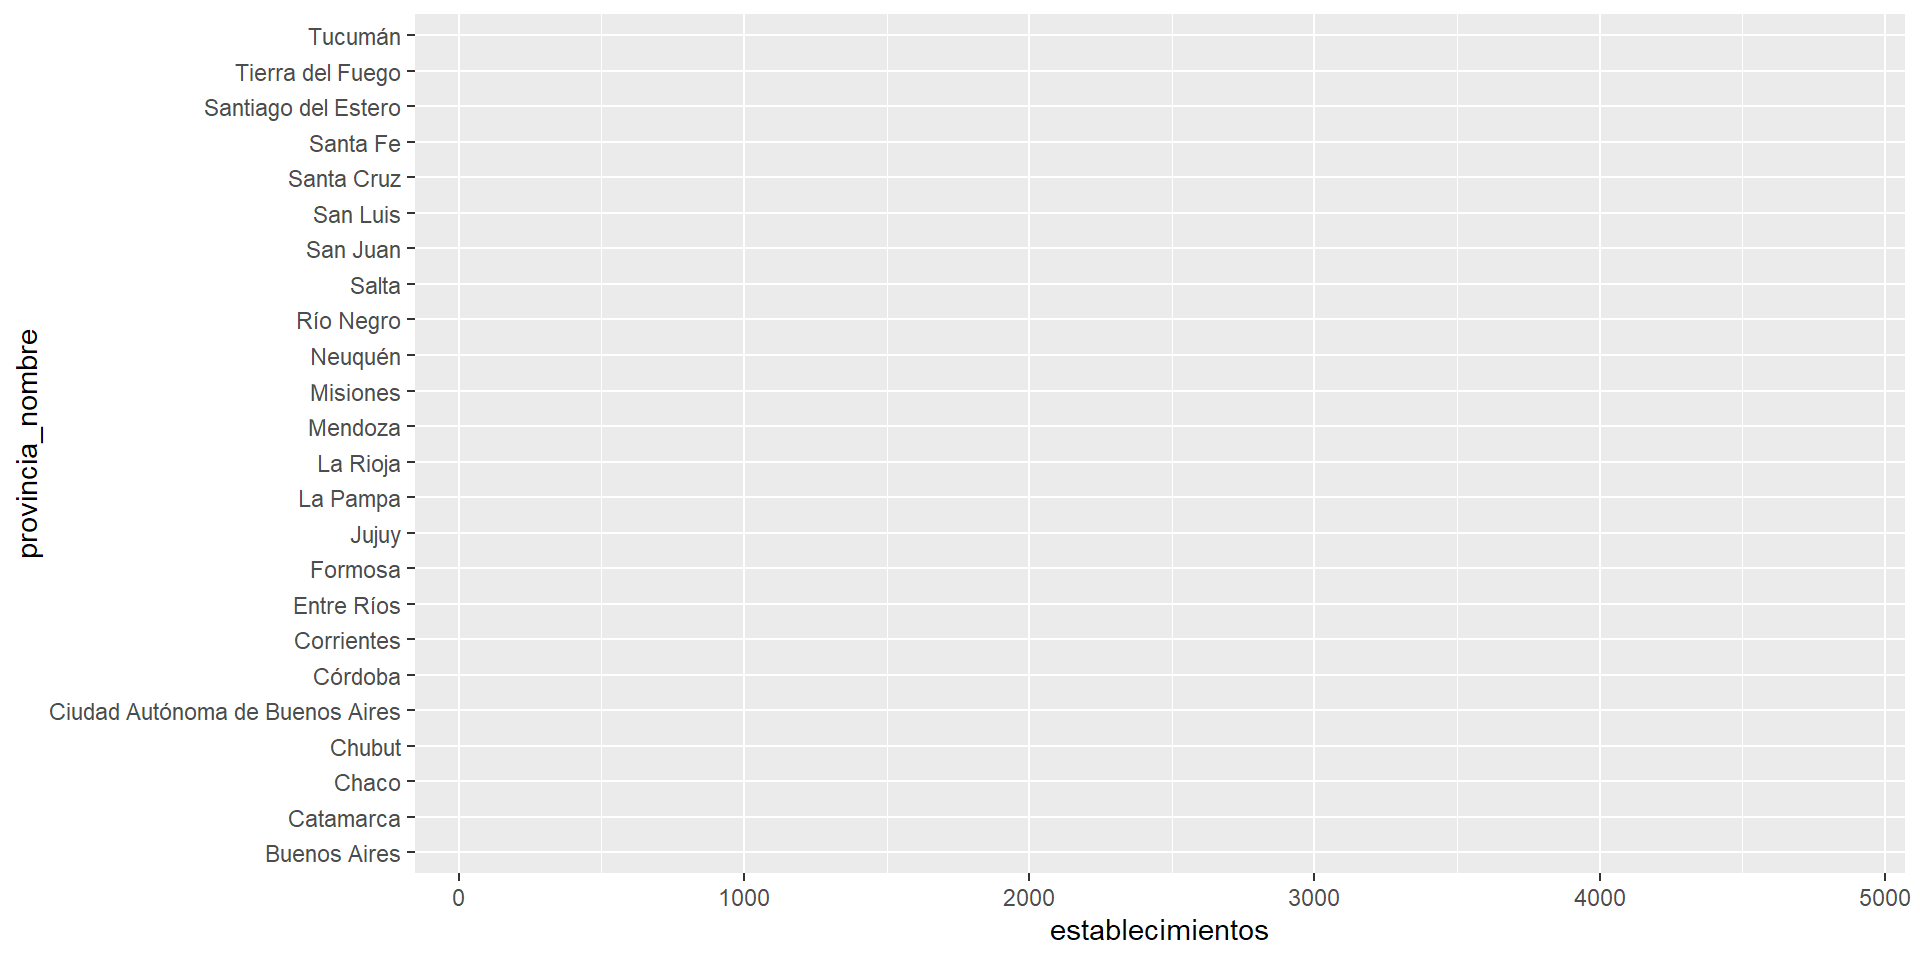 provincia_nombre
Tucumán
Tierra del Fuego
Santiago del Estero
Santa Fe
Santa Cruz
San Luis
San Juan
Salta
Río Negro
Neuquén
Misiones
Mendoza
La Rioja
La Pampa
Jujuy
Formosa
Entre Ríos
Corrientes
Córdoba
Ciudad Autónoma de Buenos Aires
Chubut
Chaco
Catamarca
Buenos Aires
0 1000 2000 3000 4000 5000
establecimientos